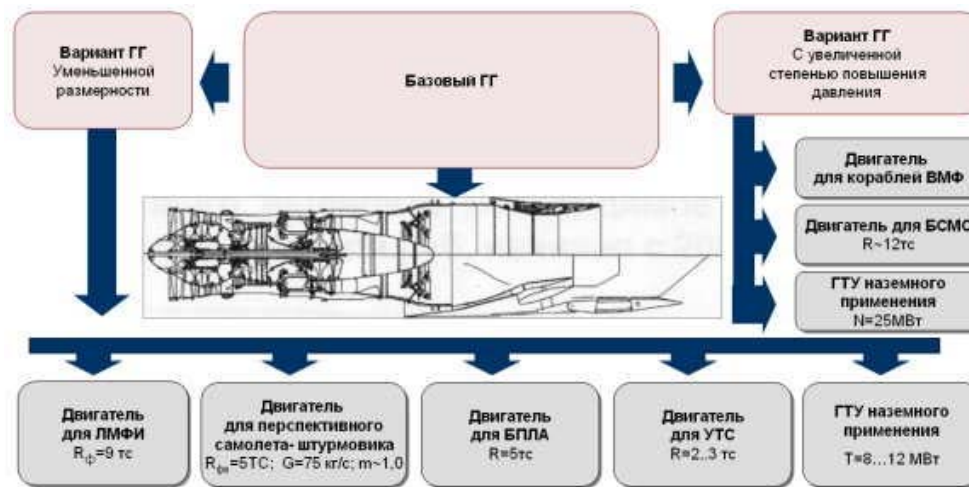 Вариант ГГ
Уменьшенной
размерности
Базовый ГГ
Вариант ГГ
С увеличенной
степенью повышения
давления
Двигатель
для кораблей ВМФ
Двигатель для БСМС
R~12тс
ГТУ наземного
применения
N=25МВт
Двигатель
для ЛМФИ
Rф=9 тс
Двигатель
для перспективного
самолета- штурмовика
=5ТС; G=75 кг/с; m~1,0
Двигатель
для БПЛА
R=5тс
Двигатель
для УТС
R=2..3 тс
ГТУ наземного
применения
T=8...12 МВт